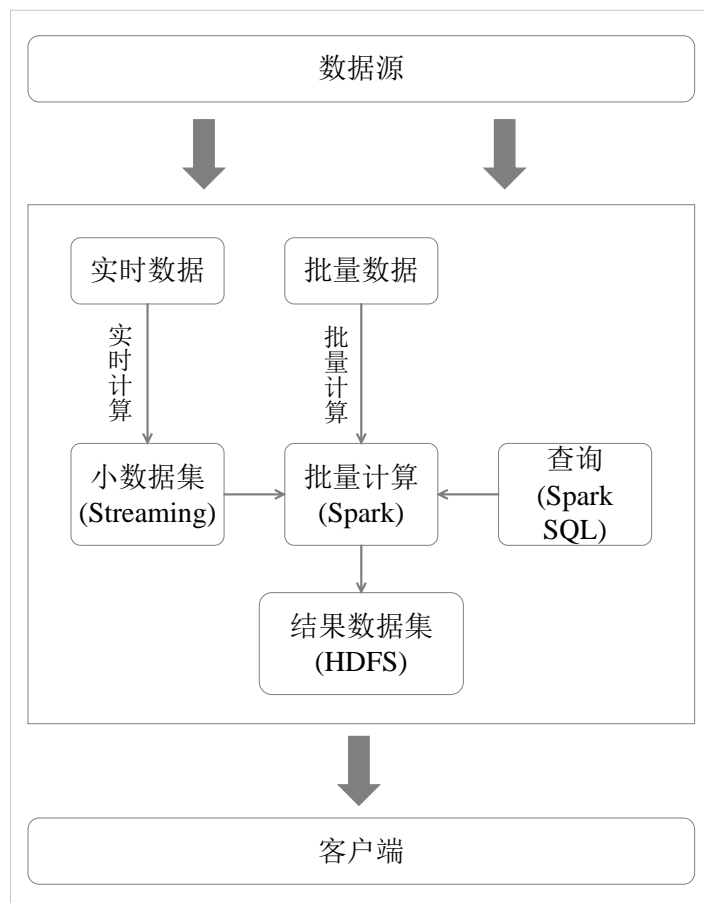 数据源
实时数据
批量数据
实时计算
批量计算
小数据集
(Streaming)
批量计算
(Spark)
查询
(Spark
SQL)
结果数据集
(HDFS)
客户端